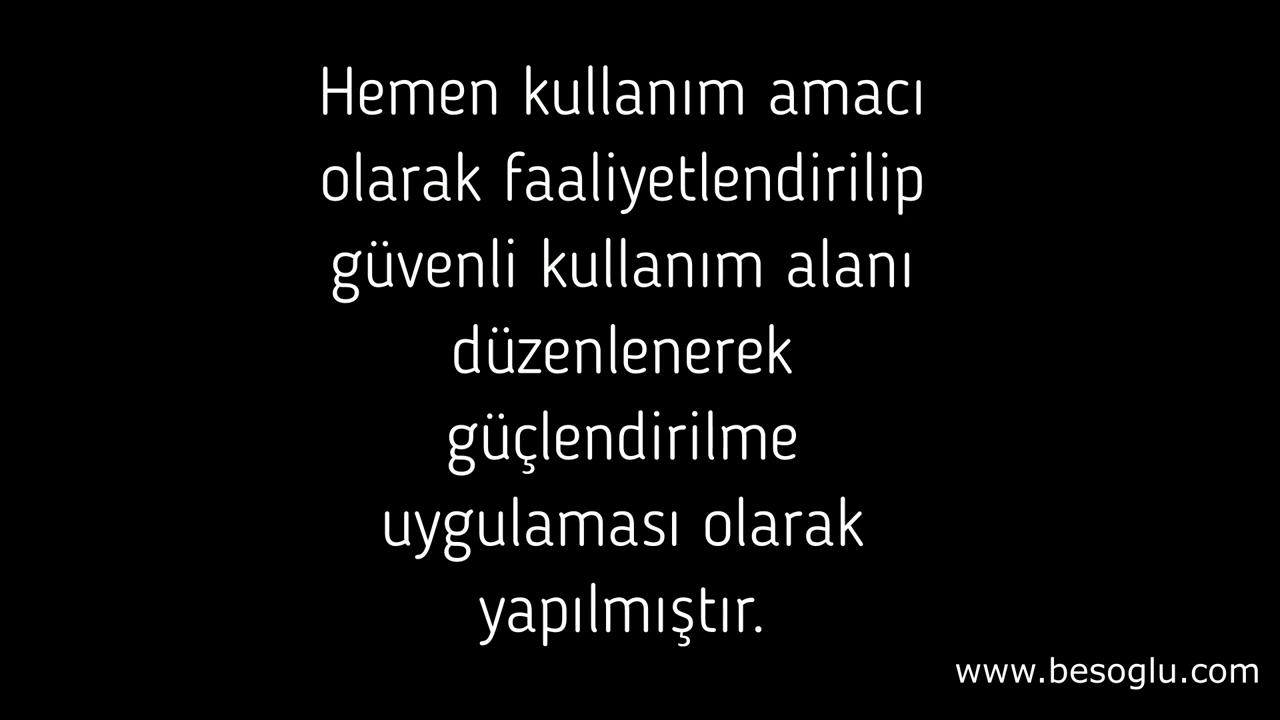 Hemen kullanım amacı
olarak faaliyetlendirilip
güvenli kullanım alanı
düzenlenerek
güçlendirilme
uygulaması olarak
yapılmıştır.
www.besoglu.com